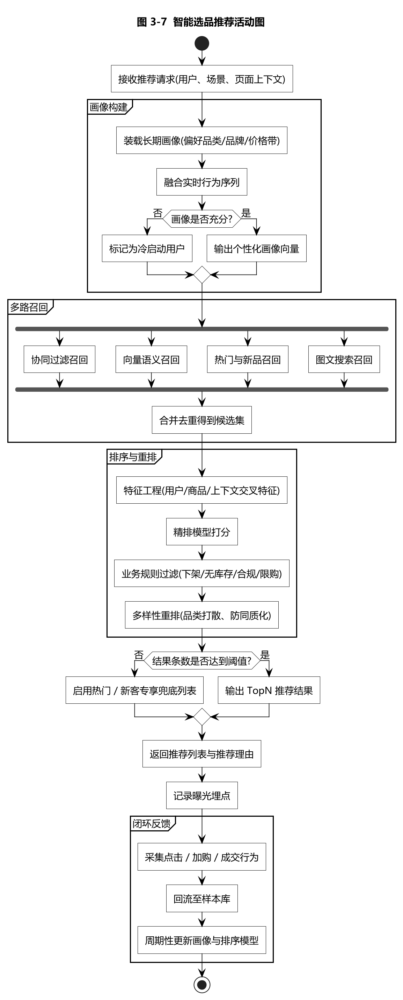 图 3-7 智能选品推荐活动图
接收推荐请求(用户、场景、页面上下文)
画像构建
装载长期画像(偏好品类/品牌/价格带)
融合实时行为序列
否
画像是否充分?
是
标记为冷启动用户
输出个性化画像向量
多路召回
协同过滤召回
向量语义召回
热门与新品召回
图文搜索召回
合并去重得到候选集
排序与重排
特征工程(用户/商品/上下文交叉特征)
精排模型打分
业务规则过滤(下架/无库存/合规/限购)
多样性重排(品类打散、防同质化)
否
结果条数是否达到阈值?
是
启用热门 / 新客专享兜底列表
输出 TopN 推荐结果
返回推荐列表与推荐理由
记录曝光埋点
闭环反馈
采集点击 / 加购 / 成交行为
回流至样本库
周期性更新画像与排序模型